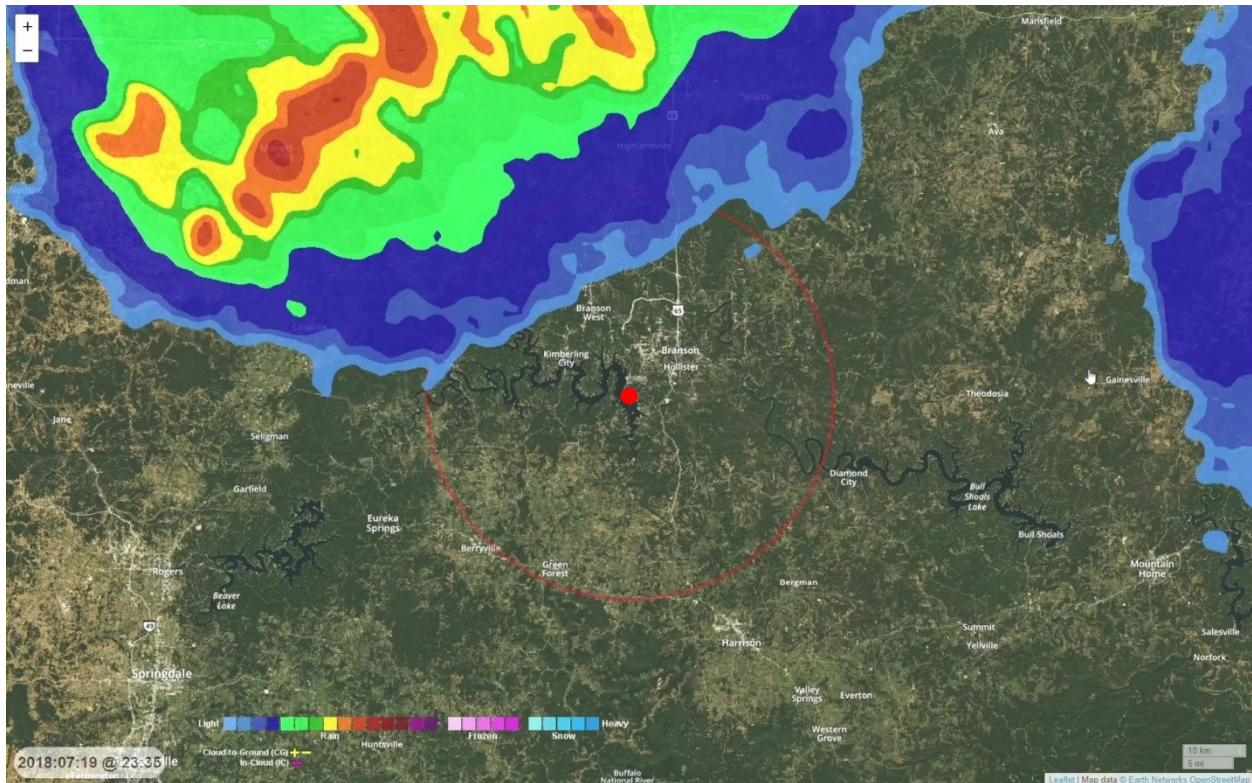 +
−
Mansfield
Sparta
65
Highlandville
Ava
Monett
Neosho
Cassville
Branson
West
65
Kimberling
City
Branson
Hollister
Gainesville
Theodosia
Jane
Seligman
Garfield
Diamond
City
Bull
Shoals
Lake
Eureka
Springs
Bull Shoals
Berryville
Green
Forest
Mountain
Home
Rogers
Bergman
Beaver
Lake
49
Summit
Salesville
Harrison
Yellville
Norfork
Springdale
Valley
Springs
Everton
Western
Grove
Light
Heavy
Rain
Frozen
Snow
Huntsville
Cloud-to-Ground (CG)
In-Cloud (IC)
2018:07:19 @ 23:35
Farmington
Buffalo
National River
10 km
5 mi
Leaflet | Map data © Earth Networks OpenStreetMap